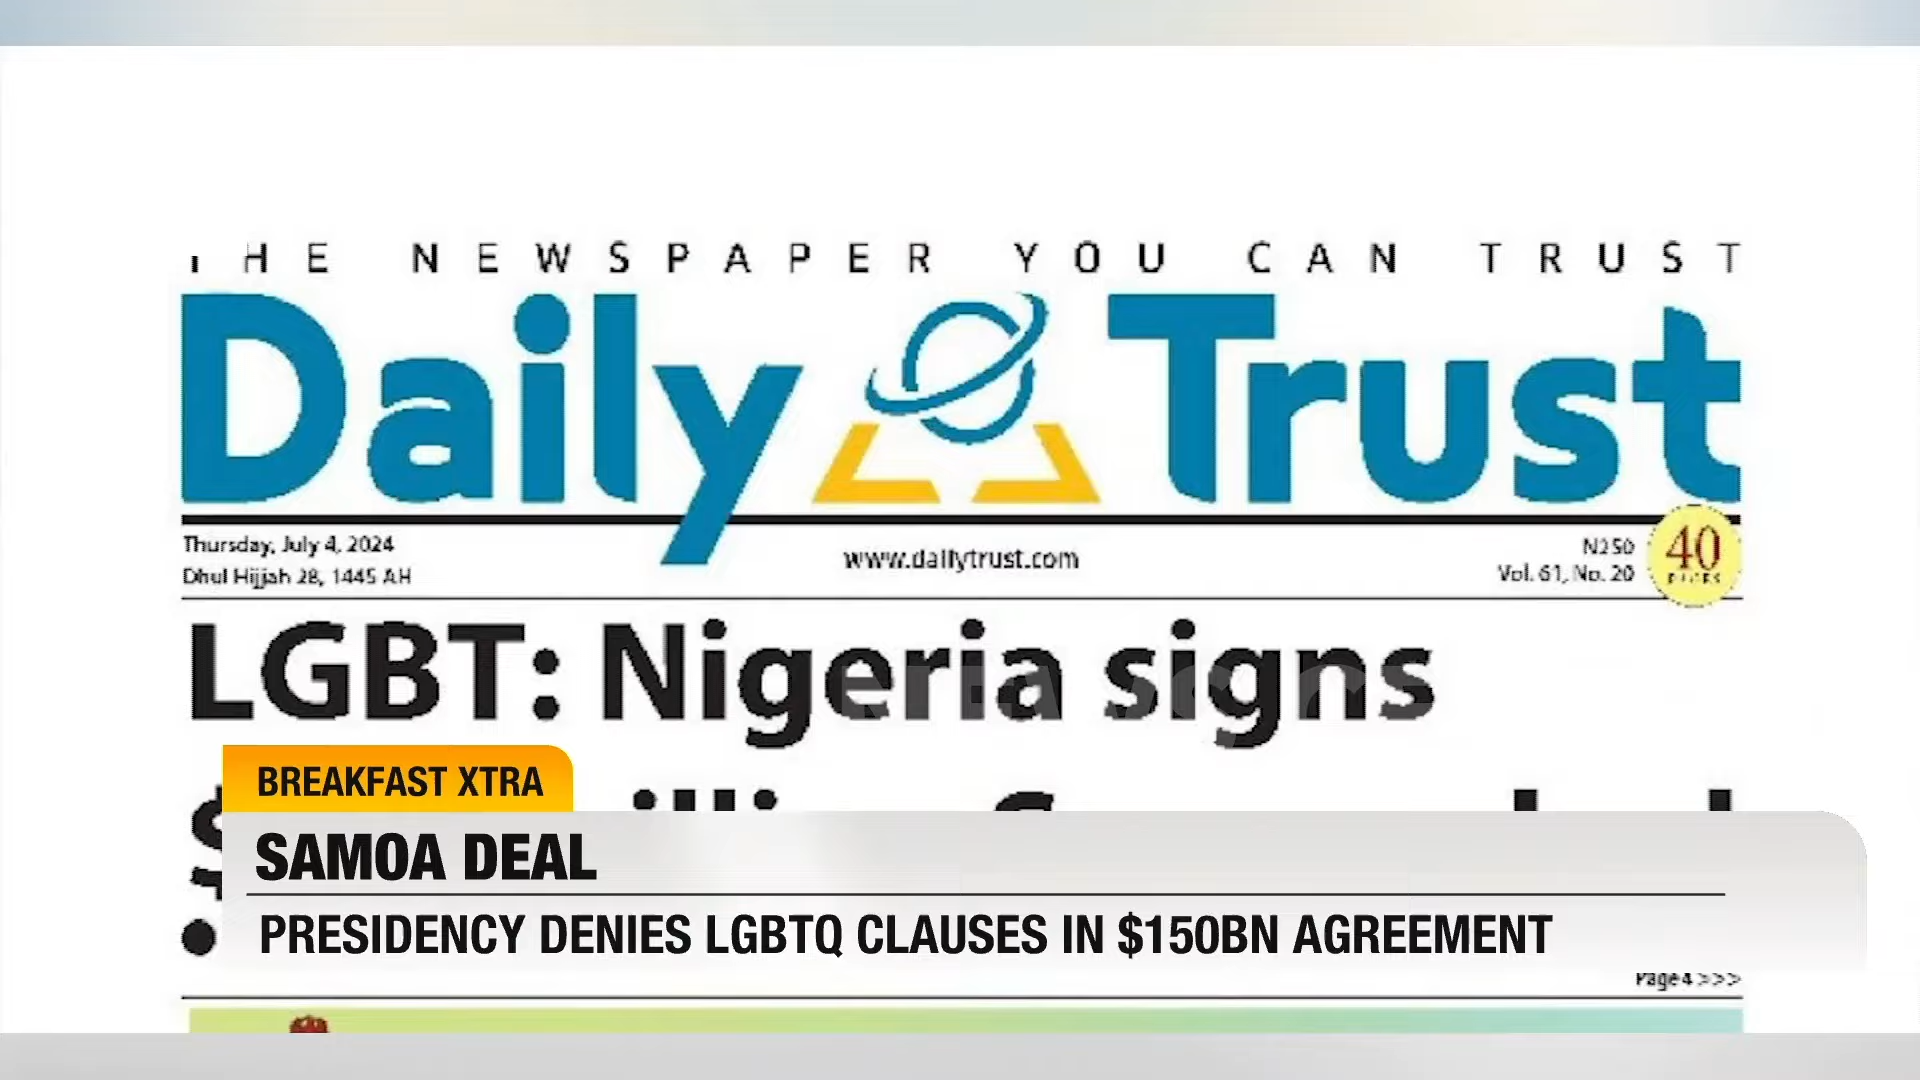 THE NEWSPAPER YOU CAN TRUST
Daily Trust
Thursday, July 4, 2024
Dhul Hijjah 28, 1445 AH
www.dailytrust.com
N250
Vol. 61, No. 20
40
PAGES
LGBT: Nigeria signs
BREAKFAST XTRA
SAMOA DEAL
PRESIDENCY DENIES LGBTQ CLAUSES IN $150BN AGREEMENT
Page 4 >>>